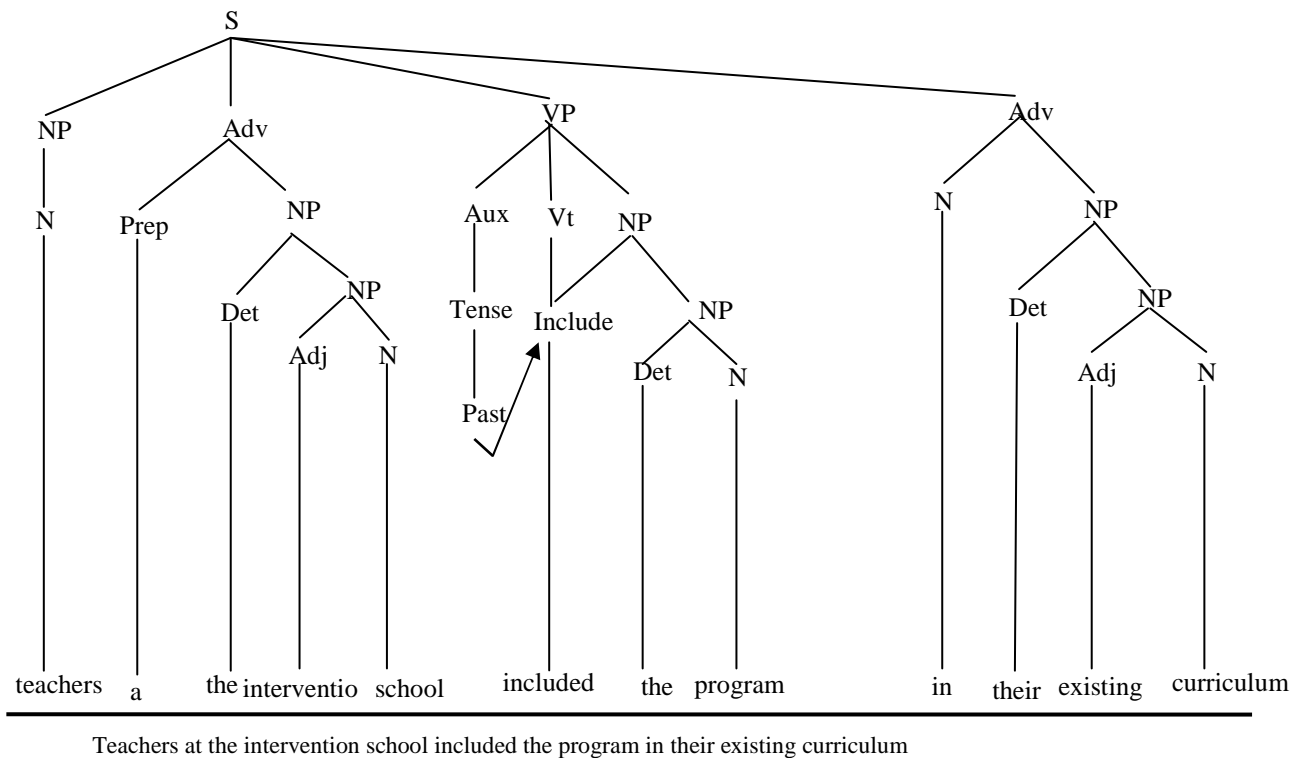 S
NP Adv VP Adv
N Prep NP Aux Vt NP N NP
Det NP Tense Include NP Det NP
Adj N Past Det N Adj N
teachers a the interventio school included the program in their existing curriculum
Teachers at the intervention school included the program in their existing curriculum